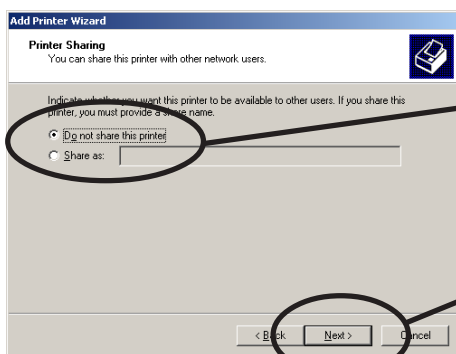 Add Printer Wizard
Printer Sharing
You can share this printer with other network users.
Indicate whether you want this printer to be available to other users. If you share this
printer, you must provide a share name.
Do not share this printer
Share as:
< Back
Next >
Cancel